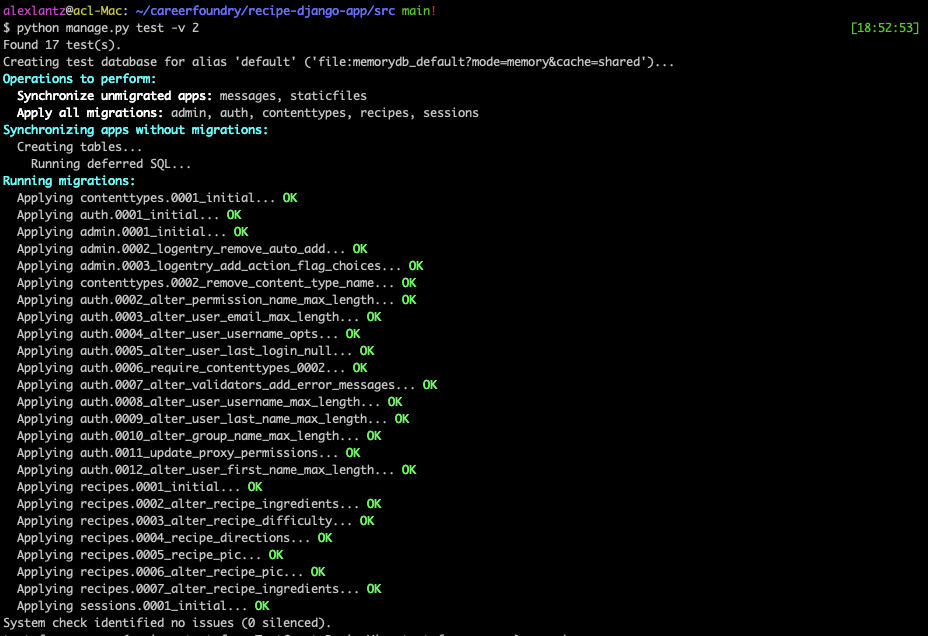 alexlantz@acl-Mac: ~/careerfoundry/recipe-django-app/src main!
$ python manage.py test -v 2 [18:52:53]
Found 17 test(s).
Creating test database for alias 'default' ('file:memorydb_default?mode=memory&cache=shared')...
Operations to perform:
  Synchronize unmigrated apps: messages, staticfiles
  Apply all migrations: admin, auth, contenttypes, recipes, sessions
Synchronizing apps without migrations:
  Creating tables...
    Running deferred SQL...
Running migrations:
  Applying contenttypes.0001_initial... OK
  Applying auth.0001_initial... OK
  Applying admin.0001_initial... OK
  Applying admin.0002_logentry_remove_auto_add... OK
  Applying admin.0003_logentry_add_action_flag_choices... OK
  Applying contenttypes.0002_remove_content_type_name... OK
  Applying auth.0002_alter_permission_name_max_length... OK
  Applying auth.0003_alter_user_email_max_length... OK
  Applying auth.0004_alter_user_username_opts... OK
  Applying auth.0005_alter_user_last_login_null... OK
  Applying auth.0006_require_contenttypes_0002... OK
  Applying auth.0007_alter_validators_add_error_messages... OK
  Applying auth.0008_alter_user_username_max_length... OK
  Applying auth.0009_alter_user_last_name_max_length... OK
  Applying auth.0010_alter_group_name_max_length... OK
  Applying auth.0011_update_proxy_permissions... OK
  Applying auth.0012_alter_user_first_name_max_length... OK
  Applying recipes.0001_initial... OK
  Applying recipes.0002_alter_recipe_ingredients... OK
  Applying recipes.0003_alter_recipe_difficulty... OK
  Applying recipes.0004_recipe_directions... OK
  Applying recipes.0005_recipe_pic... OK
  Applying recipes.0006_alter_recipe_pic... OK
  Applying recipes.0007_alter_recipe_ingredients... OK
  Applying sessions.0001_initial... OK
System check identified no issues (0 silenced).